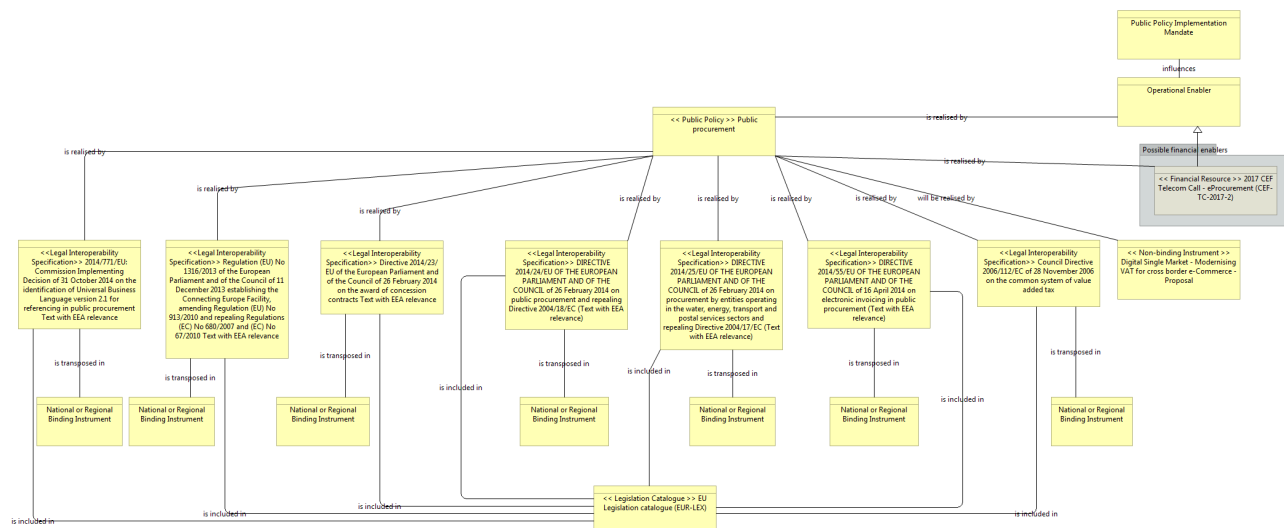 Public Policy Implementation
Mandate
influences
Operational Enabler
<< Public Policy >> Public
procurement
is realised by
is realised by
Possible financial enablers
is realised by
<< Financial Resource >> 2017 CEF
Telecom Call - eProcurement (CEF-
TC-2017-2)
is realised by
is realised by
is realised by
is realised by
is realised by
is realised by
will be realised by
<<Legal Interoperability
Specification>> 2014/771/EU:
Commission Implementing
Decision of 31 October 2014 on the
identification of Universal Business
Language version 2.1 for
referencing in public procurement
Text with EEA relevance
<<Legal Interoperability
Specification>> Regulation (EU) No
1316/2013 of the European
Parliament and of the Council of 11
December 2013 establishing the
Connecting Europe Facility,
amending Regulation (EU) No
913/2010 and repealing Regulations
(EC) No 680/2007 and (EC) No
67/2010 Text with EEA relevance
<<Legal Interoperability
Specification>> Directive 2014/23/
EU of the European Parliament and
of the Council of 26 February 2014
on the award of concession
contracts Text with EEA relevance
<<Legal Interoperability
Specification>> DIRECTIVE
2014/24/EU OF THE EUROPEAN
PARLIAMENT AND OF THE
COUNCIL of 26 February 2014 on
public procurement and repealing
Directive 2004/18/EC (Text with EEA
relevance)
<<Legal Interoperability
Specification>> DIRECTIVE
2014/25/EU OF THE EUROPEAN
PARLIAMENT AND OF THE
COUNCIL of 26 February 2014 on
procurement by entities operating
in the water, energy, transport and
postal services sectors and
repealing Directive 2004/17/EC (Text
with EEA relevance)
<<Legal Interoperability
Specification>> DIRECTIVE
2014/55/EU OF THE EUROPEAN
PARLIAMENT AND OF THE
COUNCIL of 16 April 2014 on
electronic invoicing in public
procurement (Text with EEA
relevance)
<<Legal Interoperability
Specification>> Council Directive
2006/112/EC of 28 November 2006
on the common system of value
added tax
<< Non-binding Instrument >>
Digital Single Market - Modernising
VAT for cross border e-Commerce -
Proposal
is transposed in
is transposed in
is transposed in
is transposed in
is included in
is transposed in
is transposed in
is transposed in
is included in
is included in
National or Regional
Binding Instrument
National or Regional
Binding Instrument
National or Regional
Binding Instrument
National or Regional
Binding Instrument
National or Regional
Binding Instrument
National or Regional
Binding Instrument
National or Regional
Binding Instrument
<< Legislation Catalogue >> EU
Legislation catalogue (EUR-LEX)
is included in
is included in
is included in
is included in